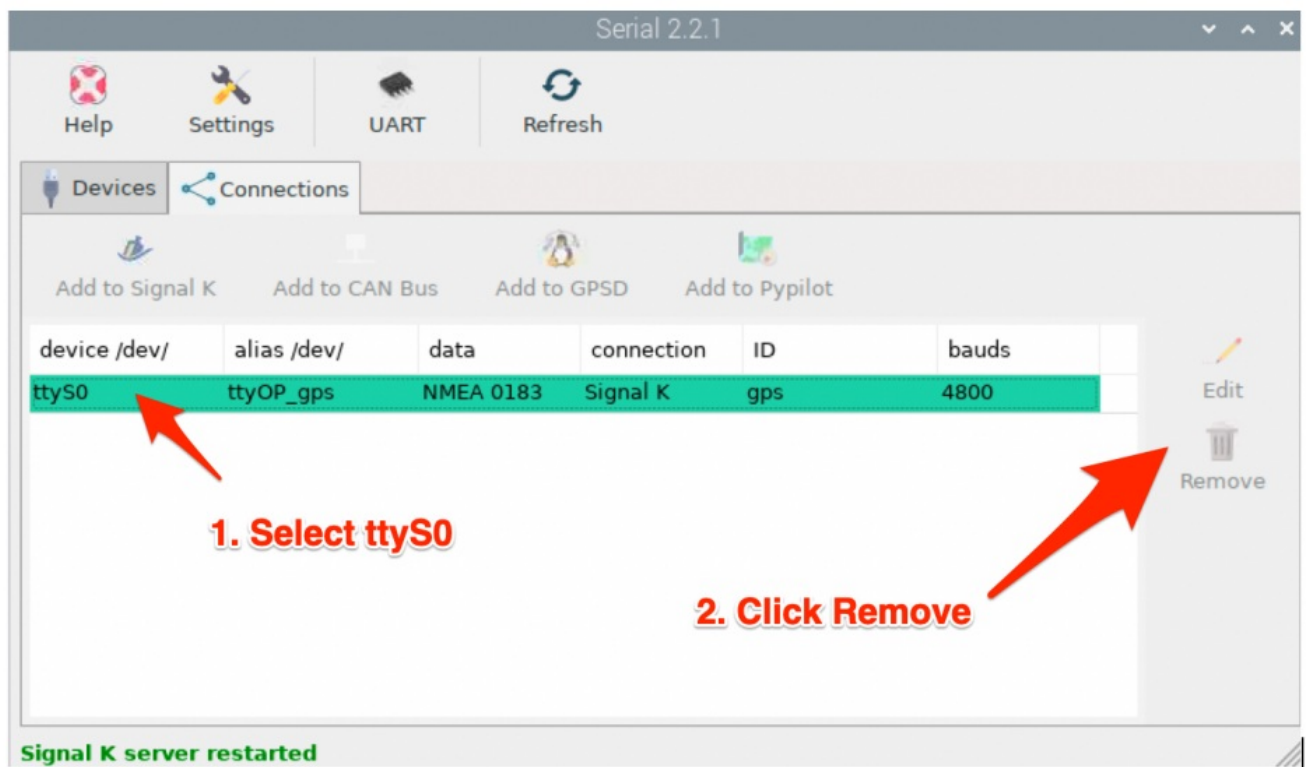 Serial 2.2.1
Help Settings UART Refresh
Devices Connections
Add to Signal K Add to CAN Bus Add to GPSD Add to Pypilot
device /dev/ alias /dev/ data connection ID bauds
ttyS0 ttyOP_gps NMEA 0183 Signal K gps 4800
Edit
Remove
1. Select ttyS0
2. Click Remove
Signal K server restarted